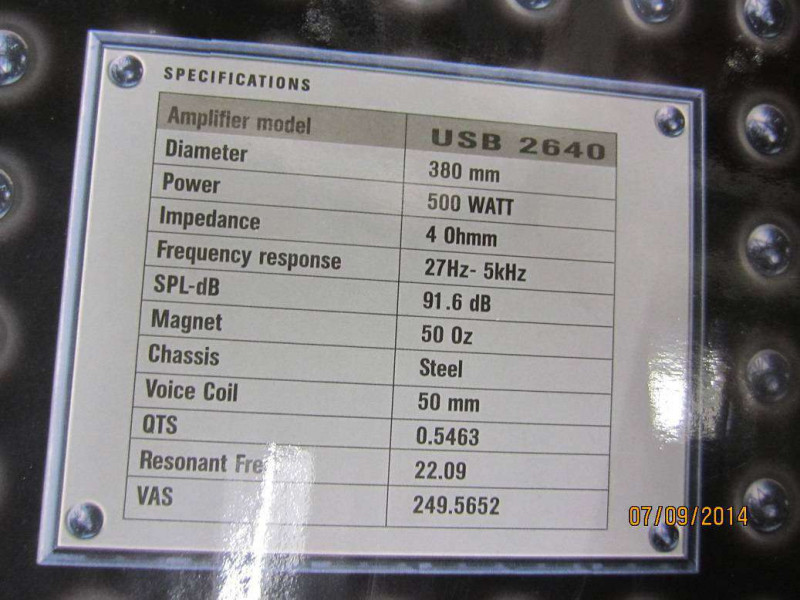 SPECIFICATIONS
Amplifier model USB 2640
Diameter 380 mm
Power 500 WATT
Impedance 4 Ohmm
Frequency response 27Hz- 5kHz
SPL-dB 91.6 dB
Magnet 50 Oz
Chassis Steel
Voice Coil 50 mm
QTS 0.5463
Resonant Fre 22.09
VAS 249.5652
07/09/2014